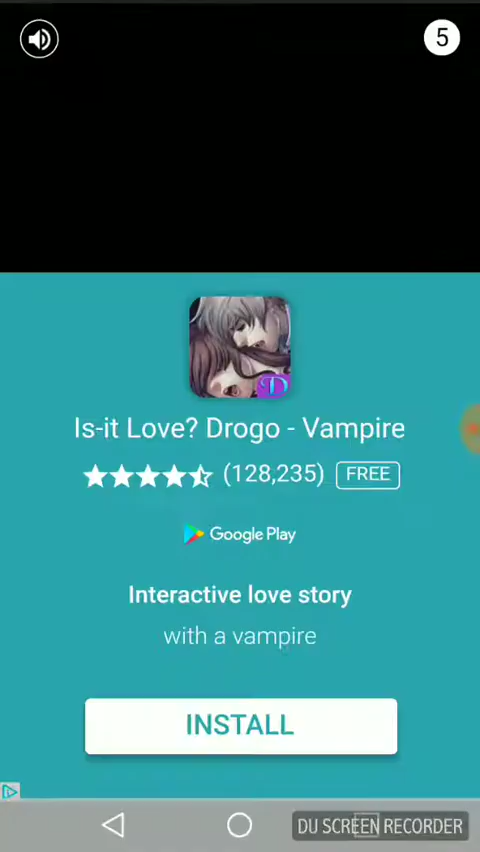 5
D
Is-it Love? Drogo - Vampire
(128,235) FREE
Google Play
Interactive love story
with a vampire
INSTALL
DU SCREEN RECORDER